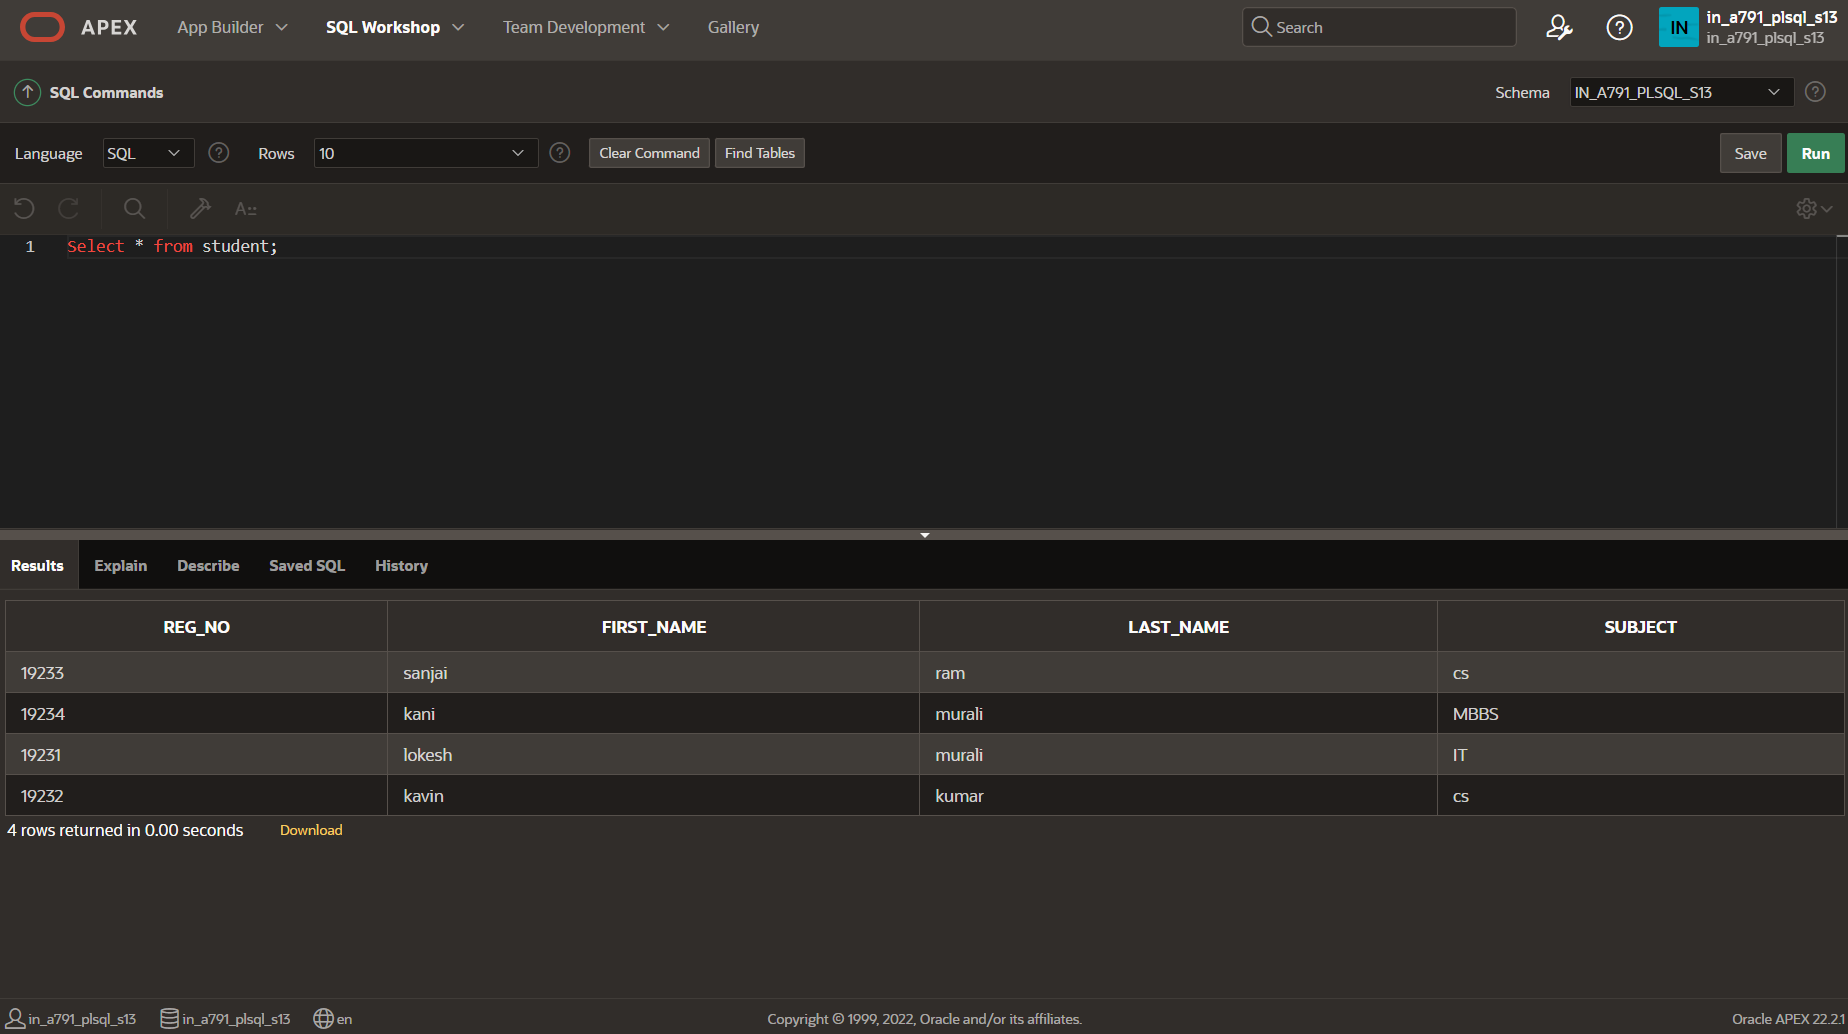 APEX App Builder SQL Workshop Team Development Gallery Search IN in_a791_plsql_s13
in_a791_plsql_s13
SQL Commands Schema IN_A791_PLSQL_S13
Language SQL Rows 10 Clear Command Find Tables Save Run
A::
1 Select * from student;
Results Explain Describe Saved SQL History
REG_NO FIRST_NAME LAST_NAME SUBJECT
19233 sanjai ram cs
19234 kani murali MBBS
19231 lokesh murali IT
19232 kavin kumar cs
4 rows returned in 0.00 seconds Download
in_a791_plsql_s13 in_a791_plsql_s13 en Copyright © 1999, 2022, Oracle and/or its affiliates. Oracle APEX 22.2.1